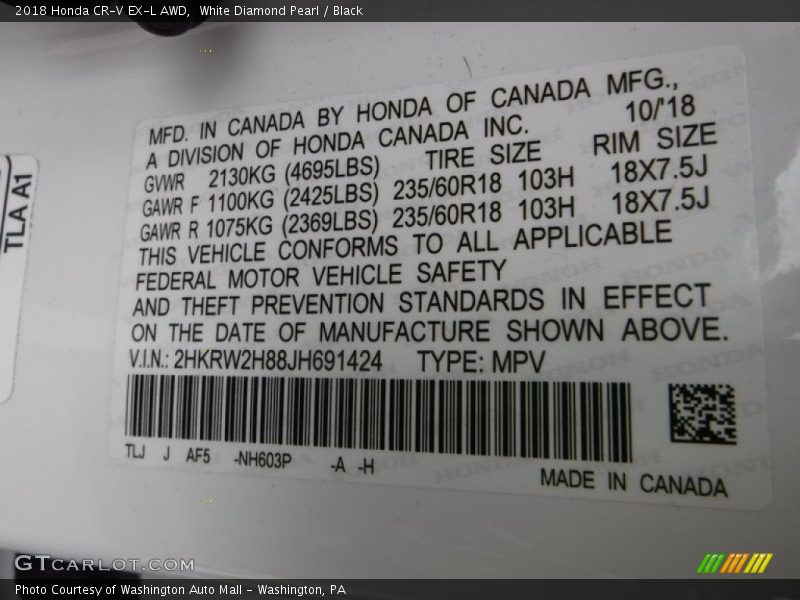 2018 Honda CR-V EX-L AWD,  White Diamond Pearl / Black
MFD. IN CANADA BY HONDA OF CANADA MFG.,
A DIVISION OF HONDA CANADA INC. 10/'18
GVWR 2130KG (4695LBS) TIRE SIZE RIM SIZE
GAWR F 1100KG (2425LBS) 235/60R18 103H 18X7.5J
GAWR R 1075KG (2369LBS) 235/60R18 103H 18X7.5J
THIS VEHICLE CONFORMS TO ALL APPLICABLE
FEDERAL MOTOR VEHICLE SAFETY
AND THEFT PREVENTION STANDARDS IN EFFECT
ON THE DATE OF MANUFACTURE SHOWN ABOVE.
V.I.N.: 2HKRW2H88JH691424 TYPE: MPV
TLJ J AF5 -NH603P -A -H
MADE IN CANADA
TLA A1
GTCARLOT.COM
Photo Courtesy of Washington Auto Mall - Washington, PA